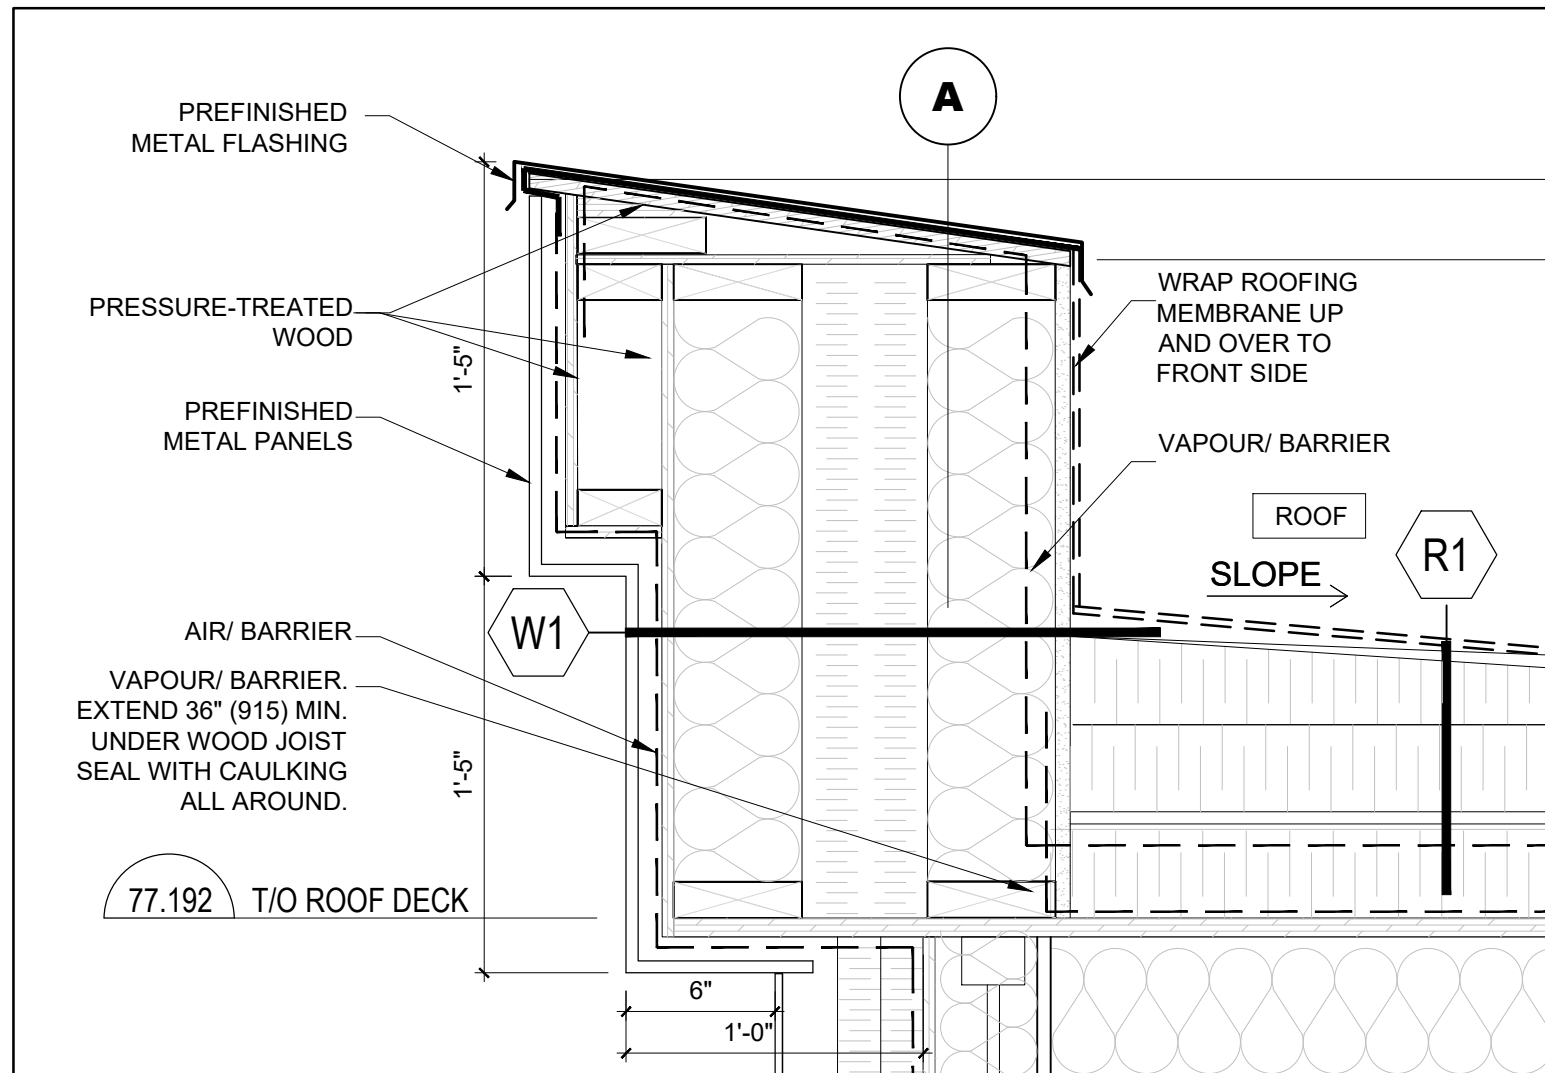 A
PREFINISHED
METAL FLASHING
WRAP ROOFING
MEMBRANE UP
AND OVER TO
FRONT SIDE
PRESSURE-TREATED
WOOD
1'-5"
PREFINISHED
METAL PANELS
VAPOUR/ BARRIER
ROOF
R1
SLOPE
W1
AIR/ BARRIER
VAPOUR/ BARRIER.
EXTEND 36" (915) MIN.
UNDER WOOD JOIST
SEAL WITH CAULKING
ALL AROUND.
1'-5"
77.192 T/O ROOF DECK
6"
1'-0"